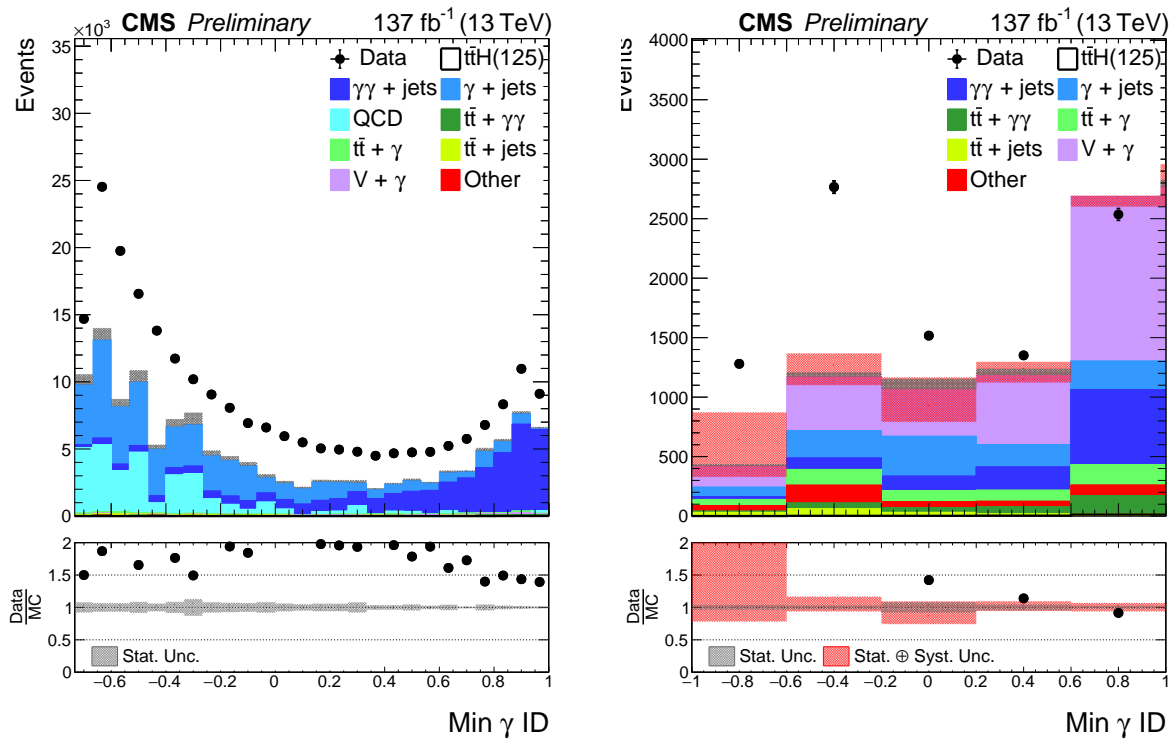 CMS Preliminary 137 fb⁻¹ (13 TeV)
×10³
Events
35
30
25
20
15
10
5
0
Data tt̄H(125)
γγ + jets γ + jets
QCD tt̄ + γγ
tt̄ + γ tt̄ + jets
V + γ Other
Data
MC
2
1.5
1
0.5
0
Stat. Unc.
−0.6 −0.4 −0.2 0 0.2 0.4 0.6 0.8 1
Min γ ID
CMS Preliminary 137 fb⁻¹ (13 TeV)
Events
4000
3500
3000
2500
2000
1500
1000
500
0
Data tt̄H(125)
γγ + jets γ + jets
tt̄ + γγ tt̄ + γ
tt̄ + jets V + γ
Other
Data
MC
2
1.5
1
0.5
0
Stat. Unc. Stat. ⊕ Syst. Unc.
−1 −0.8 −0.6 −0.4 −0.2 0 0.2 0.4 0.6 0.8 1
Min γ ID